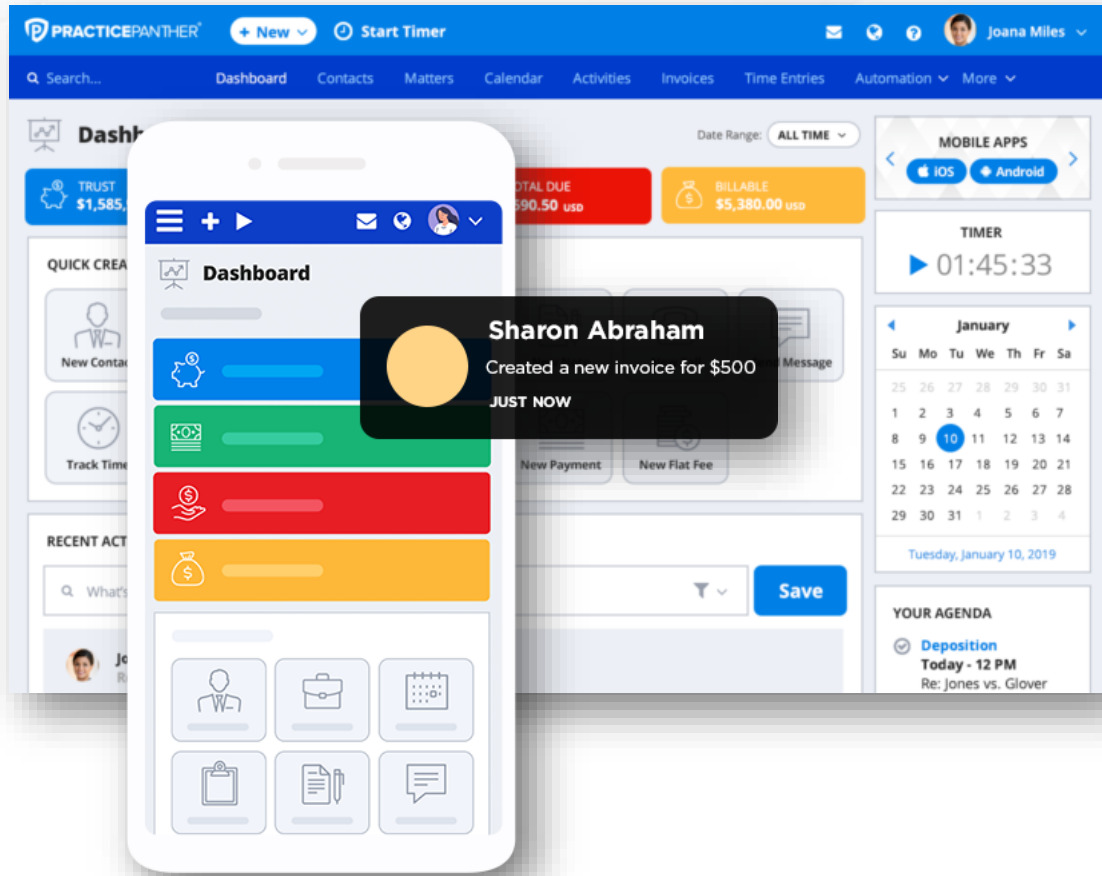 PRACTICEPANTHER®
+ New
Start Timer
Joana Miles
Search...
Dashboard
Contacts
Matters
Calendar
Activities
Invoices
Time Entries
Automation
More
Date Range:
ALL TIME
TRUST
$1,585,
DUE
590.50 USD
BILLABLE
$5,380.00 USD
MOBILE APPS
iOS
Android
TIMER
01:45:33
QUICK
New
Track Time
New Payment
New Flat Fee
Message
Dashboard
Sharon Abraham
Created a new invoice for $500
JUST NOW
January
Su Mo Tu We Th Fr Sa
25 26 27 28 29 30 31
1 2 3 4 5 6 7
8 9 10 11 12 13 14
15 16 17 18 19 20 21
22 23 24 25 26 27 28
29 30 31 1 2 3 4
Tuesday, January 10, 2019
RECENT
What's
Save
YOUR AGENDA
Deposition
Today - 12 PM
Re: Jones vs. Glover